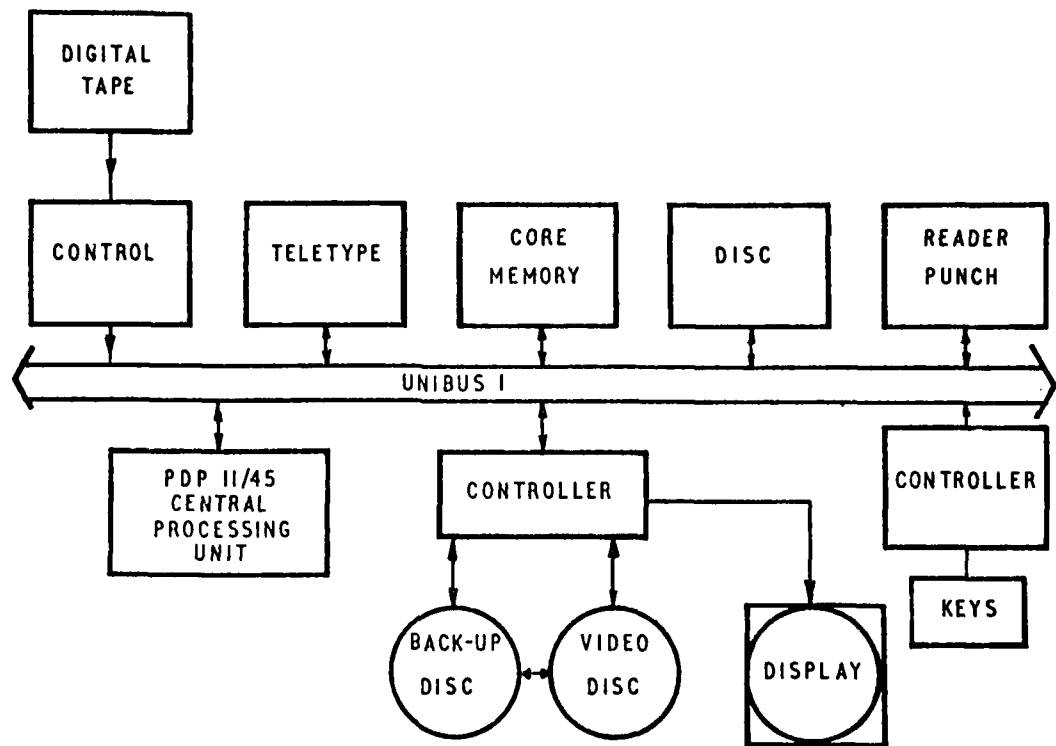 DIGITAL
TAPE
CONTROL
TELETYPE
CORE
MEMORY
DISC
READER
PUNCH
UNIBUS I
PDP 11/45
CENTRAL
PROCESSING
UNIT
CONTROLLER
CONTROLLER
KEYS
BACK-UP
DISC
VIDEO
DISC
DISPLAY